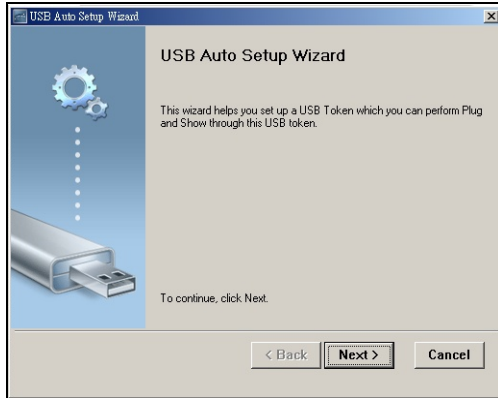 USB Auto Setup Wizard
USB Auto Setup Wizard
This wizard helps you set up a USB Token which you can perform Plug
and Show through this USB token.
To continue, click Next.
< Back
Next >
Cancel